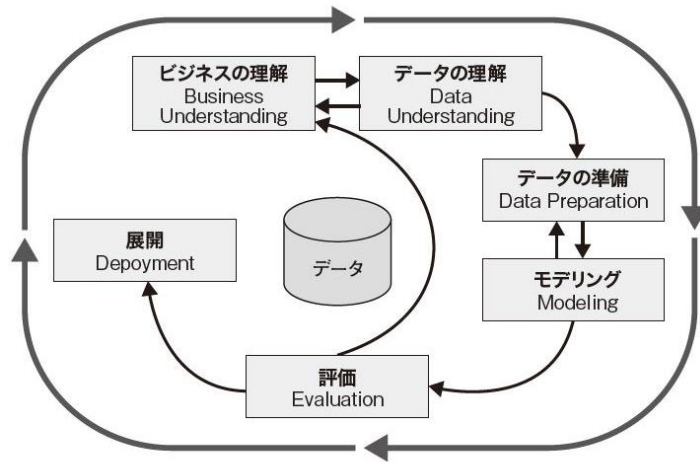 ビジネスの理解
Business
Understanding
データの理解
Data
Understanding
データの準備
Data Preparation
モデリング
Modeling
評価
Evaluation
展開
Depoyment
データ